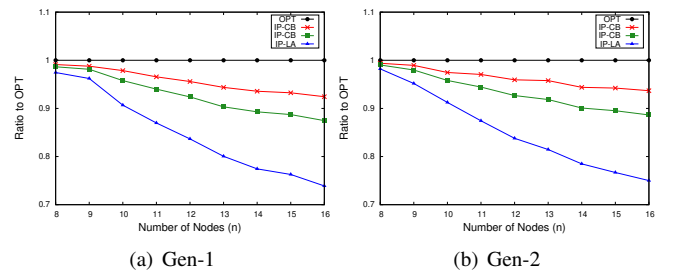 1.1
1
0.9
0.8
0.7
Ratio to OPT
OPT
IP-CB
IP-CB
IP-LA
8 9 10 11 12 13 14 15 16
Number of Nodes (n)
(a) Gen-1
1.1
1
0.9
0.8
0.7
Ratio to OPT
OPT
IP-CB
IP-CB
IP-LA
8 9 10 11 12 13 14 15 16
Number of Nodes (n)
(b) Gen-2